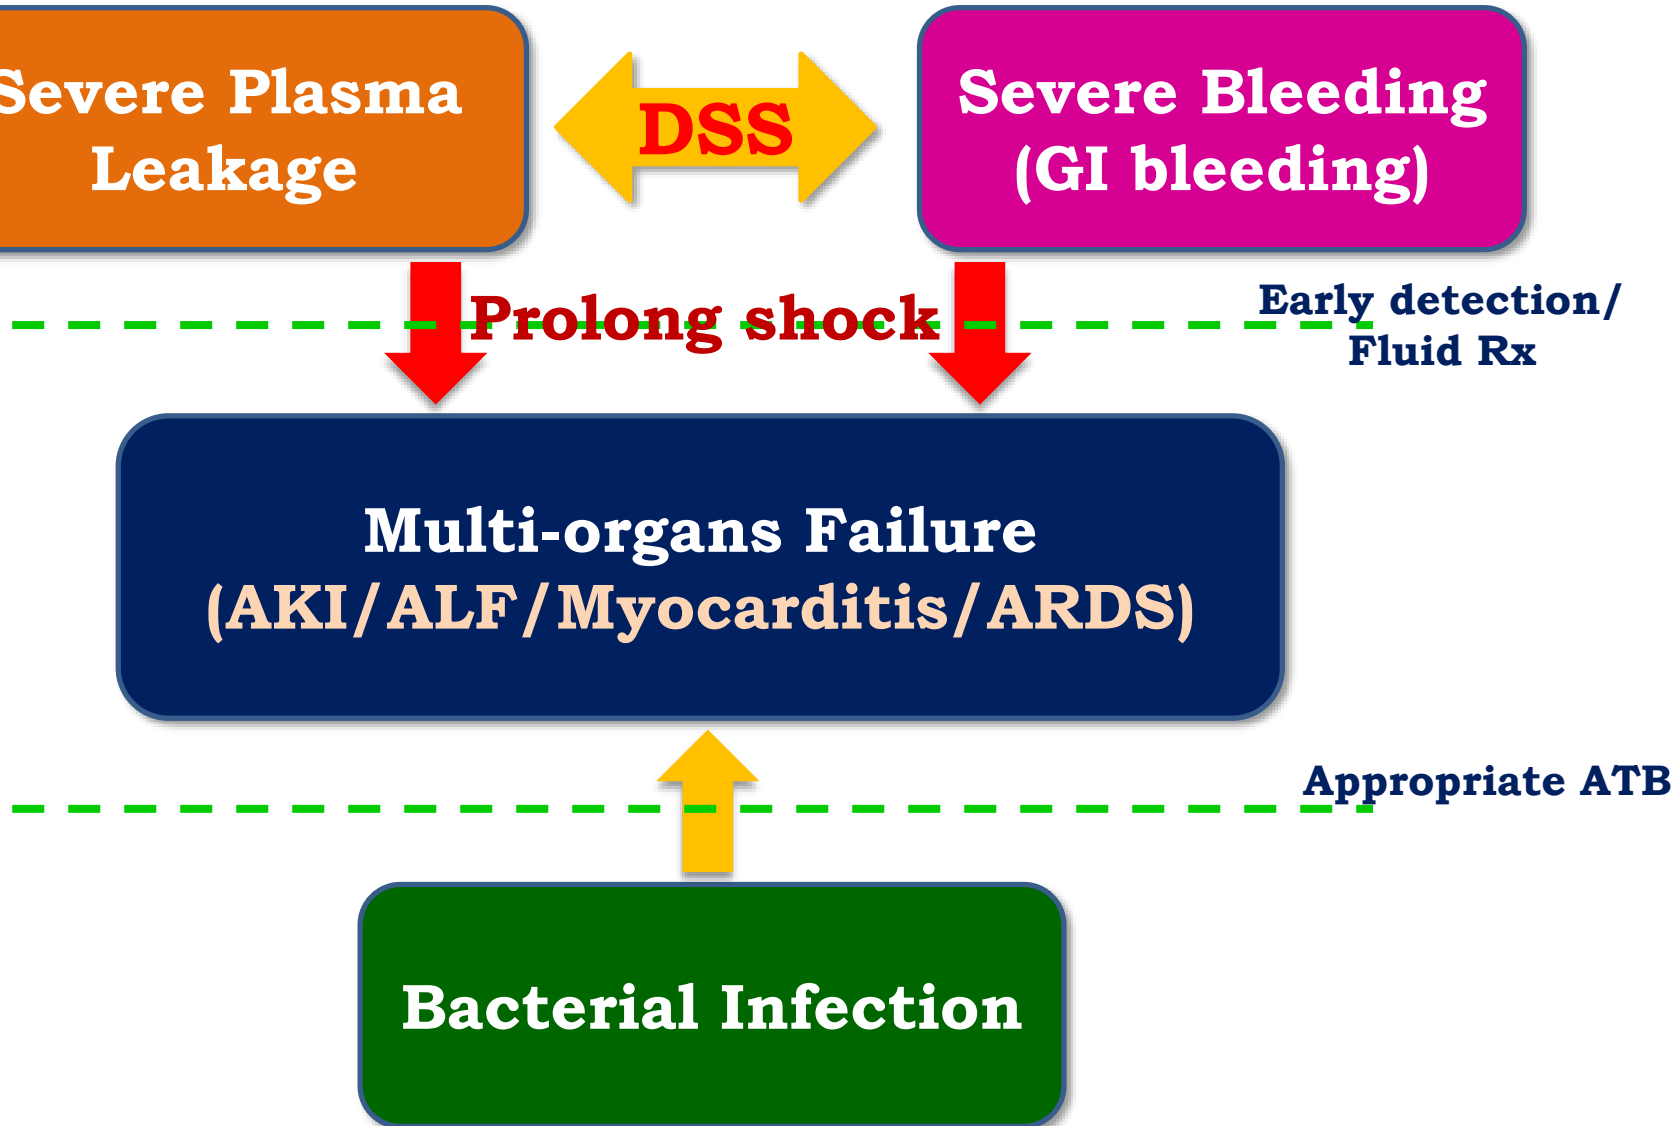 Severe Plasma
Leakage
DSS
Severe Bleeding
(GI bleeding)
Prolong shock
Early detection/
Fluid Rx
Multi-organs Failure
(AKI/ALF/Myocarditis/ARDS)
Appropriate ATB
Bacterial Infection